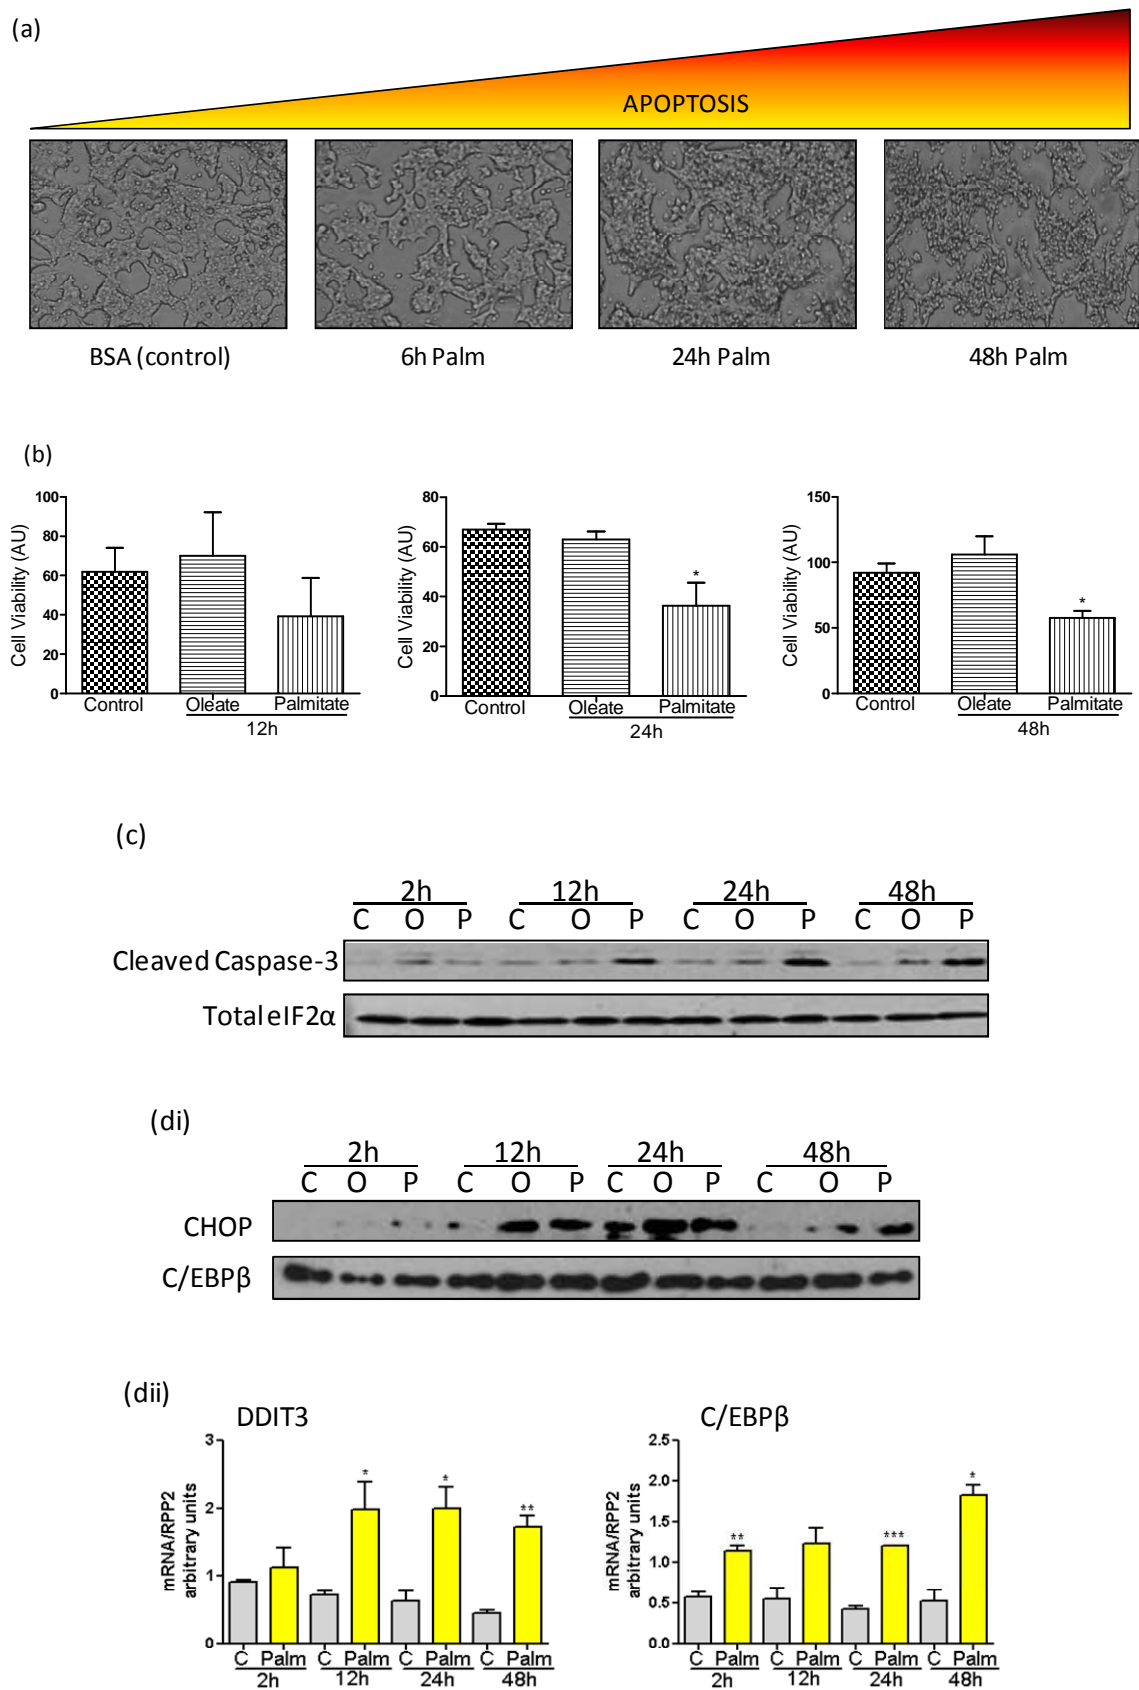 (a)
APOPTOSIS
BSA (control) 6h Palm 24h Palm 48h Palm
(b)
Cell Viability (AU)
100
80
60
40
20
0
Control Oleate Palmitate
12h
Cell Viability (AU)
80
60
40
20
0
*
Control Oleate Palmitate
24h
Cell Viability (AU)
150
100
50
0
*
Control Oleate Palmitate
48h
(c)
2h 12h 24h 48h
C O P C O P C O P C O P
Cleaved Caspase-3
Total eIF2α
(di)
2h 12h 24h 48h
C O P C O P C O P C O P
CHOP
C/EBPβ
(dii)
DDIT3
mRNA/RPP2
arbitrary units
3
2
1
0
* * **
C Palm C Palm C Palm C Palm
2h 12h 24h 48h
C/EBPβ
mRNA/RPP2
arbitrary units
2.5
2.0
1.5
1.0
0.5
0.0
** *** *
C Palm C Palm C Palm C Palm
2h 12h 24h 48h